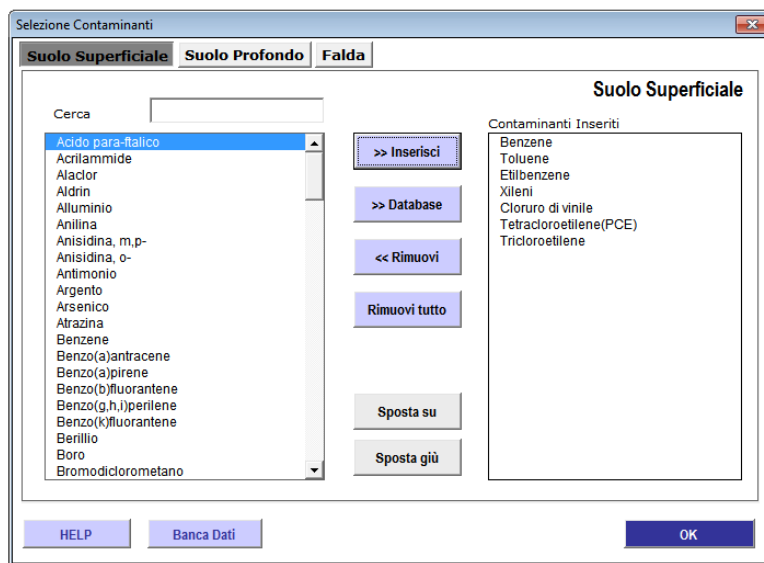 Selezione Contaminanti
Suolo Superficiale Suolo Profondo Falda
Suolo Superficiale
Cerca
Acido para-ftalico
Acrilammide
Alaclor
Aldrin
Alluminio
Anilina
Anisidina, m,p-
Anisidina, o-
Antimonio
Argento
Arsenico
Atrazina
Benzene
Benzo(a)antracene
Benzo(a)pirene
Benzo(b)fluorantene
Benzo(g,h,i)perilene
Benzo(k)fluorantene
Berillio
Boro
Bromodiclorometano
>> Inserisci
>> Database
<< Rimuovi
Rimuovi tutto
Sposta su
Sposta giù
Contaminanti Inseriti
Benzene
Toluene
Etilbenzene
Xileni
Cloruro di vinile
Tetracloroetilene(PCE)
Tricloroetilene
HELP Banca Dati OK